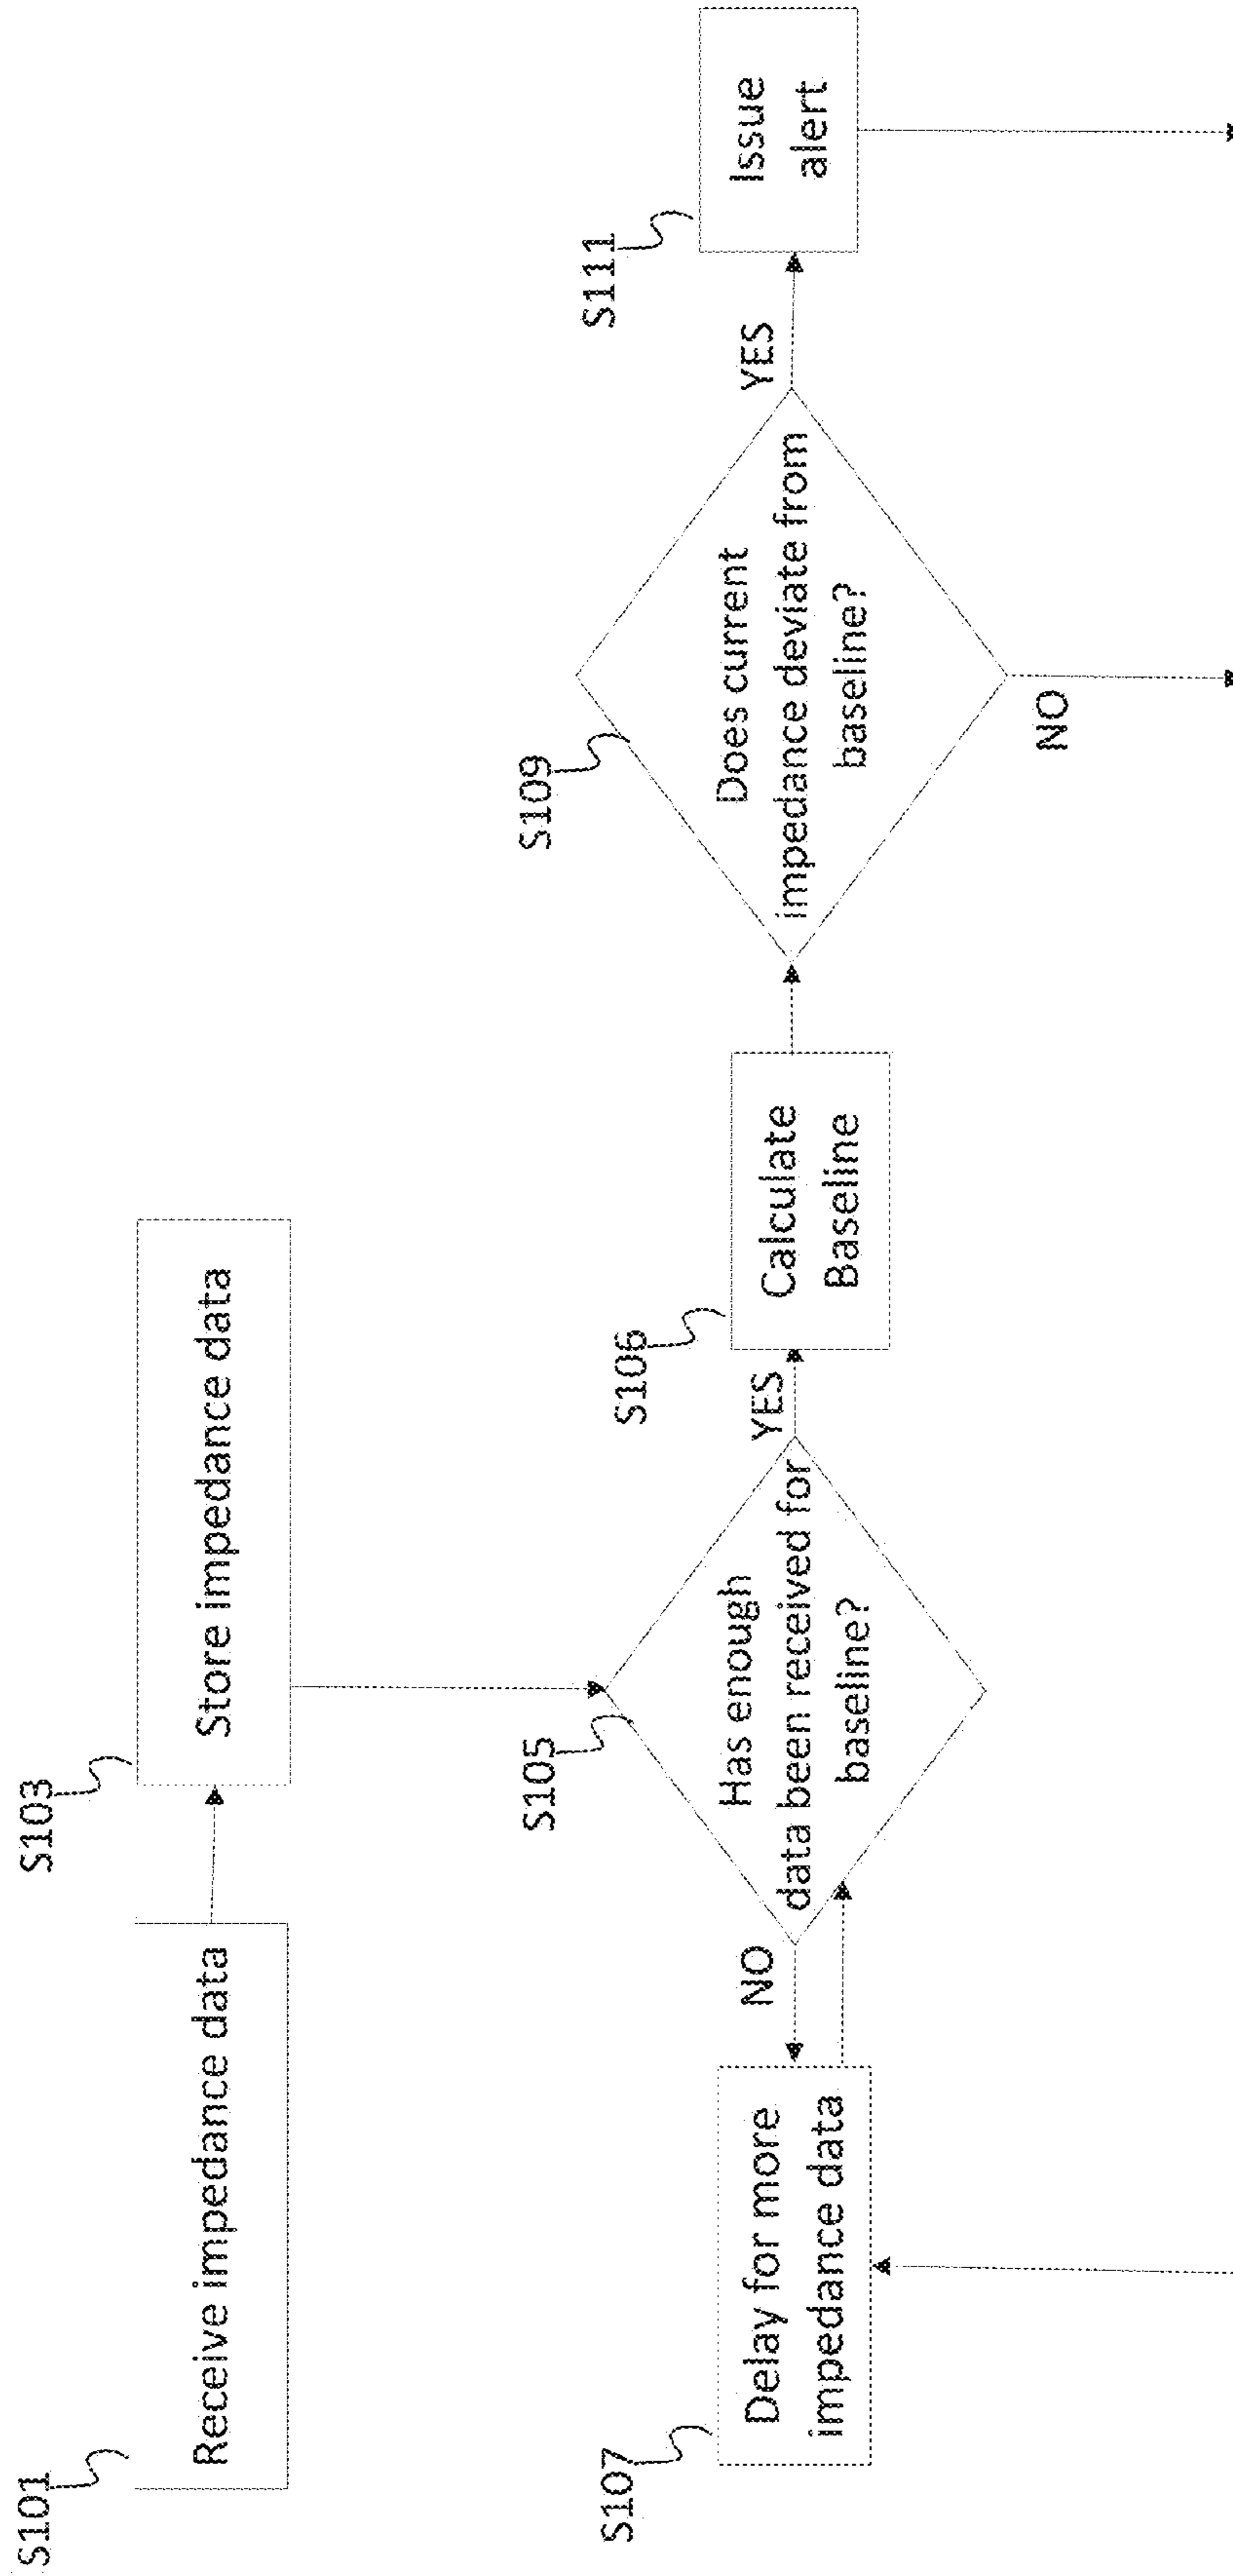 S101
Receive impedance data
S103
Store impedance data
S107
Delay for more
impedance data
NO
S105
Has enough
data been received for
baseline?
YES
S106
Calculate
Baseline
S109
Does current
impedance deviate from
baseline?
YES
NO
S111
Issue
alert